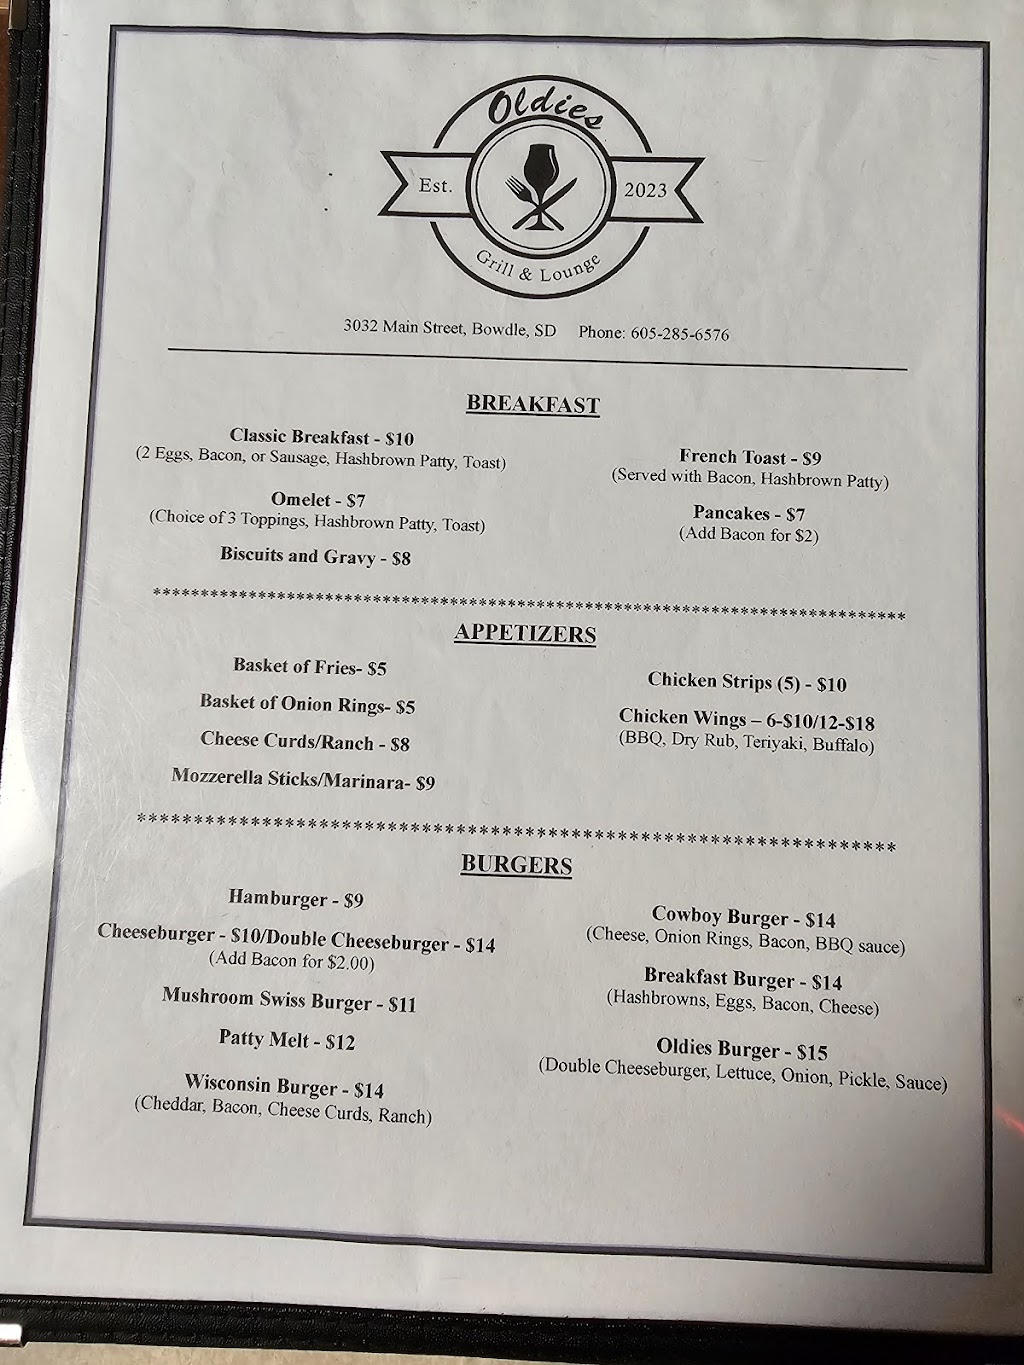 Oldies
Est. 2023
Grill & Lounge
3032 Main Street, Bowdle, SD Phone: 605-285-6576
BREAKFAST
Classic Breakfast - $10
(2 Eggs, Bacon, or Sausage, Hashbrown Patty, Toast)
Omelet - $7
(Choice of 3 Toppings, Hashbrown Patty, Toast)
Biscuits and Gravy - $8
French Toast - $9
(Served with Bacon, Hashbrown Patty)
Pancakes - $7
(Add Bacon for $2)
APPETIZERS
Basket of Fries- $5
Basket of Onion Rings- $5
Cheese Curds/Ranch - $8
Mozzerella Sticks/Marinara- $9
Chicken Strips (5) - $10
Chicken Wings – 6-$10/12-$18
(BBQ, Dry Rub, Teriyaki, Buffalo)
BURGERS
Hamburger - $9
Cheeseburger - $10/Double Cheeseburger - $14
(Add Bacon for $2.00)
Mushroom Swiss Burger - $11
Patty Melt - $12
Wisconsin Burger - $14
(Cheddar, Bacon, Cheese Curds, Ranch)
Cowboy Burger - $14
(Cheese, Onion Rings, Bacon, BBQ sauce)
Breakfast Burger - $14
(Hashbrowns, Eggs, Bacon, Cheese)
Oldies Burger - $15
(Double Cheeseburger, Lettuce, Onion, Pickle, Sauce)